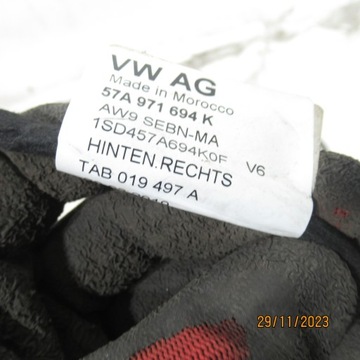 VW AG
Made in Morocco
57A 971 694 K
AW9 SEBN-MA
1SD457A694K0F V6
HINTEN.RECHTS
TAB 019 497 A
29/11/2023